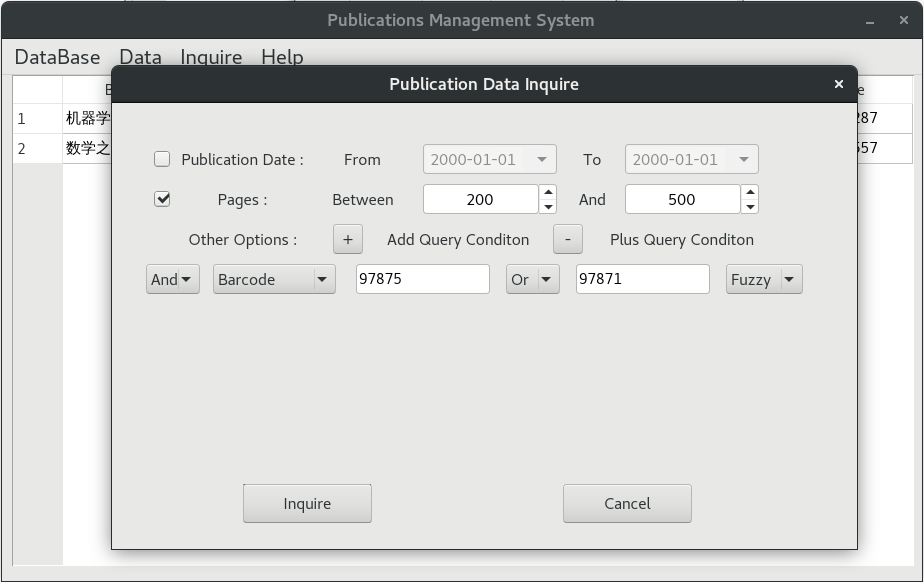 Publications Management System
DataBase Data Inquire Help
Publication Data Inquire
1 机器学 287
2 数学之 557
Publication Date : From 2000-01-01 To 2000-01-01
Pages : Between 200 And 500
Other Options : + Add Query Conditon - Plus Query Conditon
And Barcode 97875 Or 97871 Fuzzy
Inquire Cancel